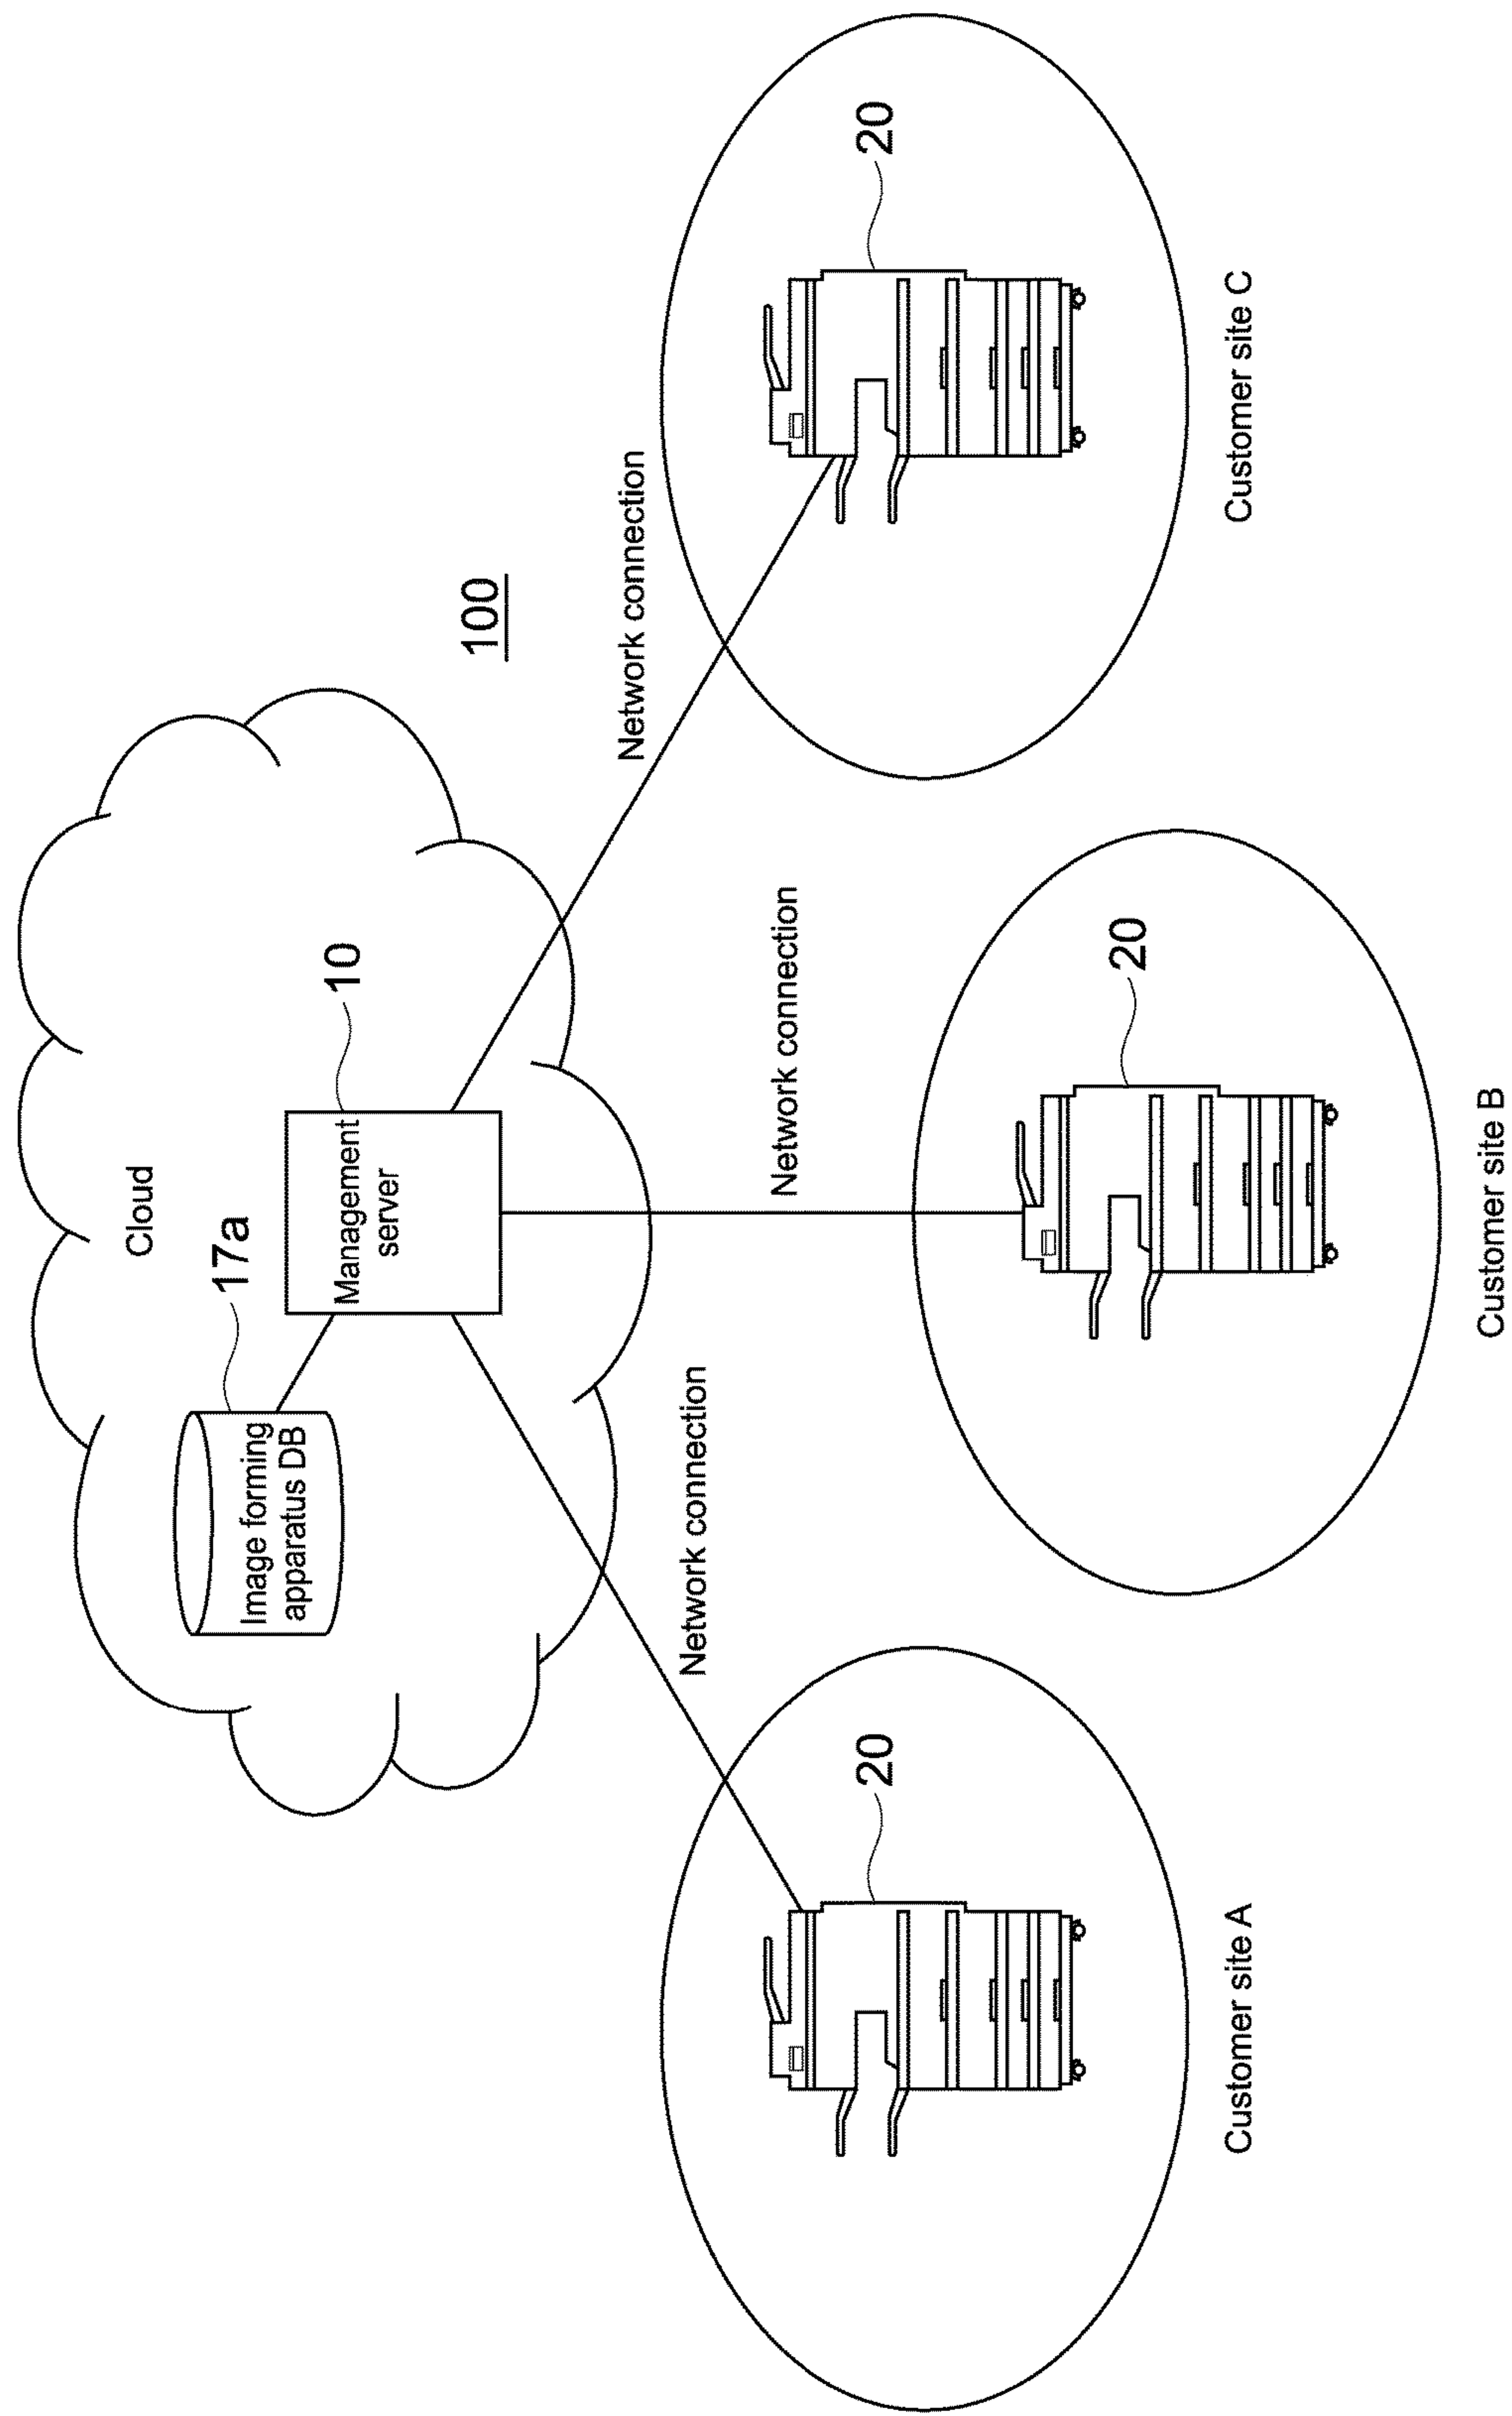 Cloud
17a
10
Image forming
apparatus DB
Management
server
100
Network connection
Network connection
Network connection
20
20
20
Customer site A
Customer site C
Customer site B